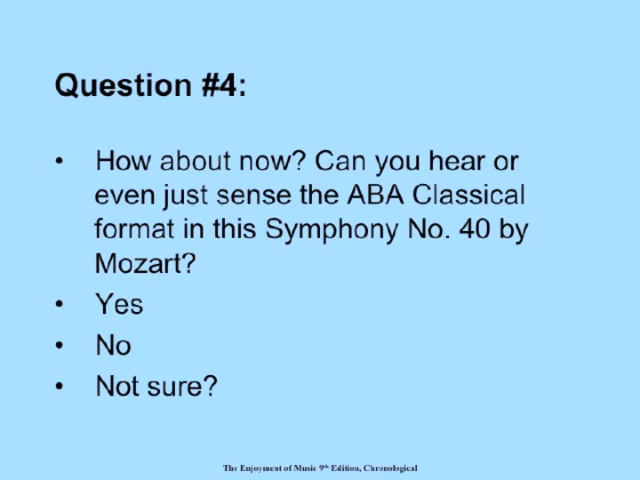 Question #4:
• How about now? Can you hear or
even just sense the ABA Classical
format in this Symphony No. 40 by
Mozart?
• Yes
• No
• Not sure?
The Enjoyment of Music 9th Edition, Chronological